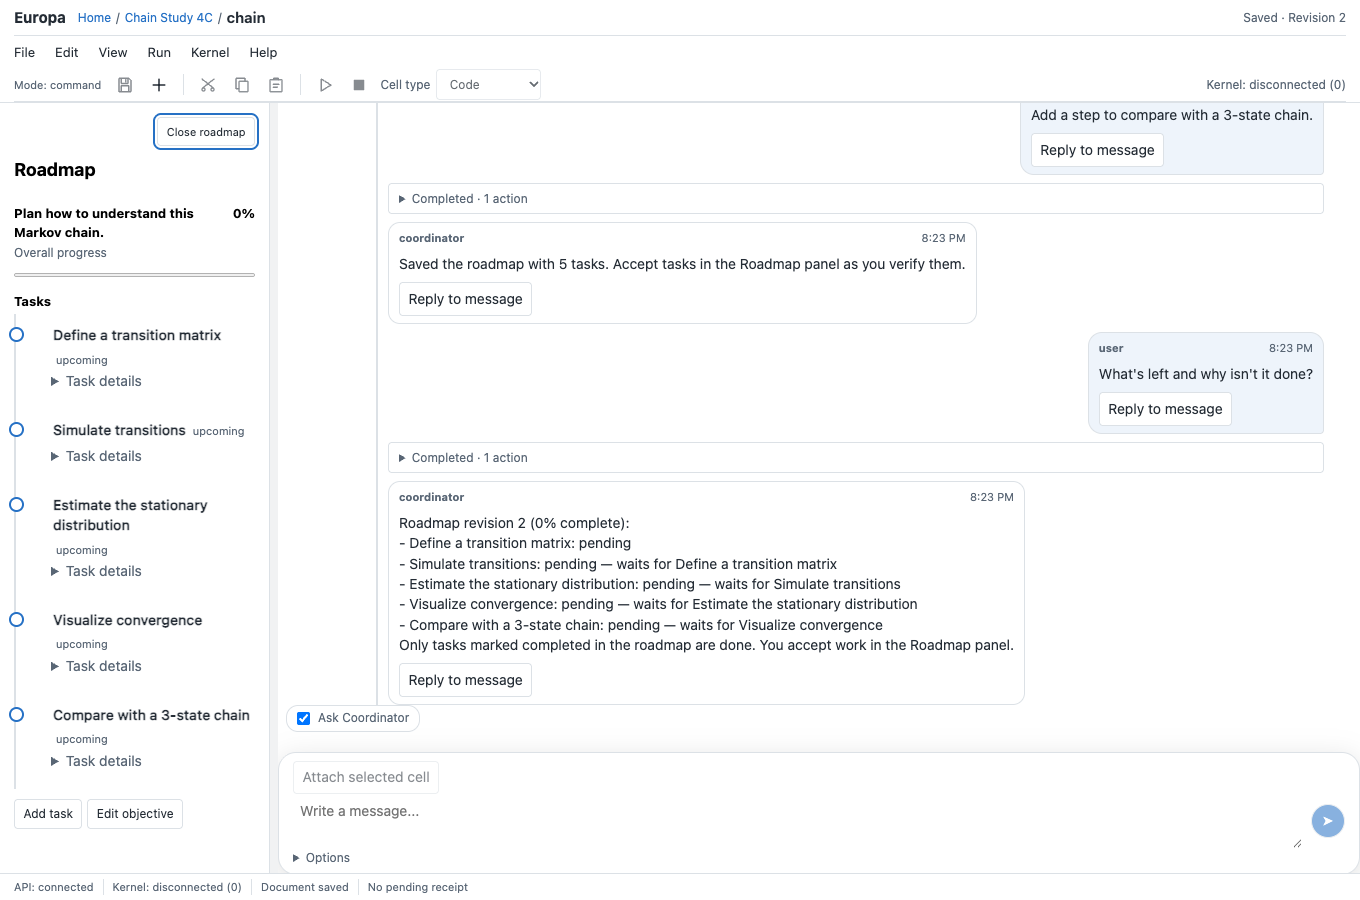 Europa Home / Chain Study 4C / chain Saved · Revision 2
File Edit View Run Kernel Help
Mode: command Cell type Code Kernel: disconnected (0)
Close roadmap
Roadmap
Plan how to understand this 0%
Markov chain.
Overall progress
Tasks
Define a transition matrix
upcoming
Task details
Simulate transitions upcoming
Task details
Estimate the stationary
distribution
upcoming
Task details
Visualize convergence
upcoming
Task details
Compare with a 3-state chain
upcoming
Task details
Add task Edit objective
Add a step to compare with a 3-state chain.
Reply to message
Completed · 1 action
coordinator 8:23 PM
Saved the roadmap with 5 tasks. Accept tasks in the Roadmap panel as you verify them.
Reply to message
user 8:23 PM
What's left and why isn't it done?
Reply to message
Completed · 1 action
coordinator 8:23 PM
Roadmap revision 2 (0% complete):
- Define a transition matrix: pending
- Simulate transitions: pending — waits for Define a transition matrix
- Estimate the stationary distribution: pending — waits for Simulate transitions
- Visualize convergence: pending — waits for Estimate the stationary distribution
- Compare with a 3-state chain: pending — waits for Visualize convergence
Only tasks marked completed in the roadmap are done. You accept work in the Roadmap panel.
Reply to message
Ask Coordinator
Attach selected cell
Write a message...
Options
API: connected Kernel: disconnected (0) Document saved No pending receipt